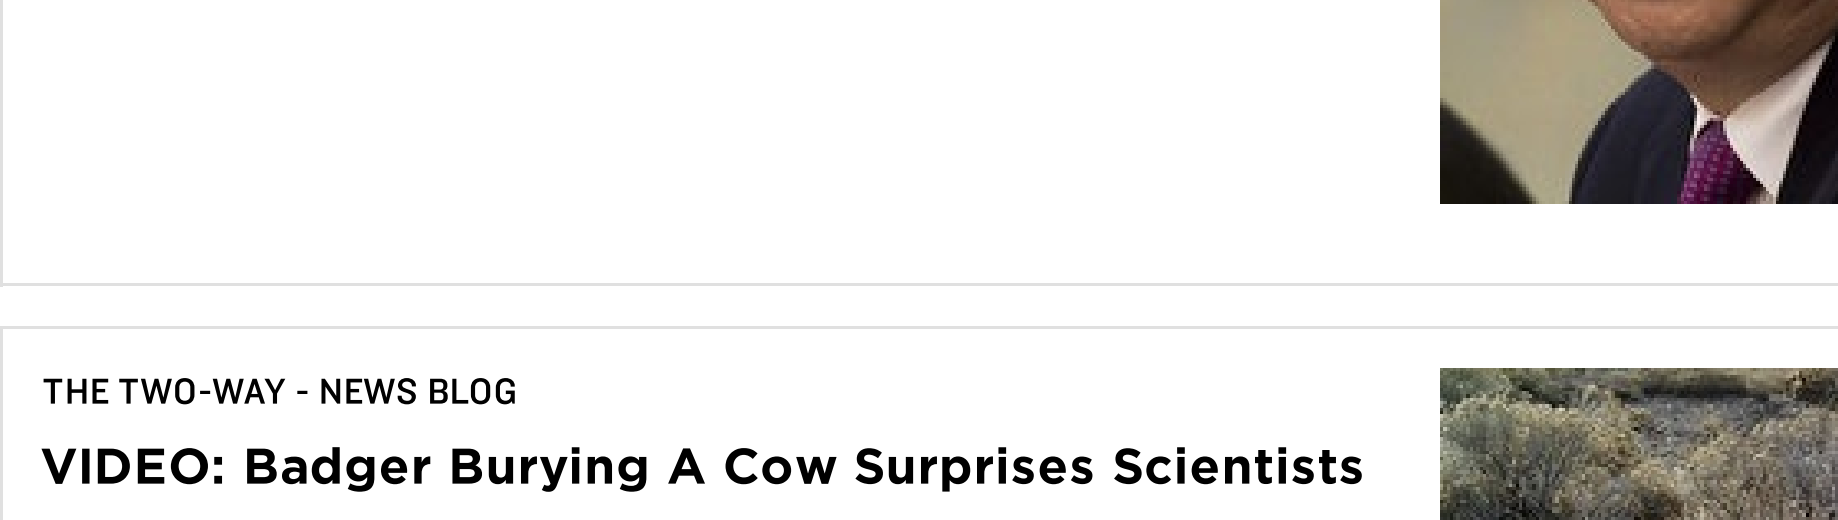 THE TWO-WAY - NEWS BLOG
VIDEO: Badger Burying A Cow Surprises Scientists